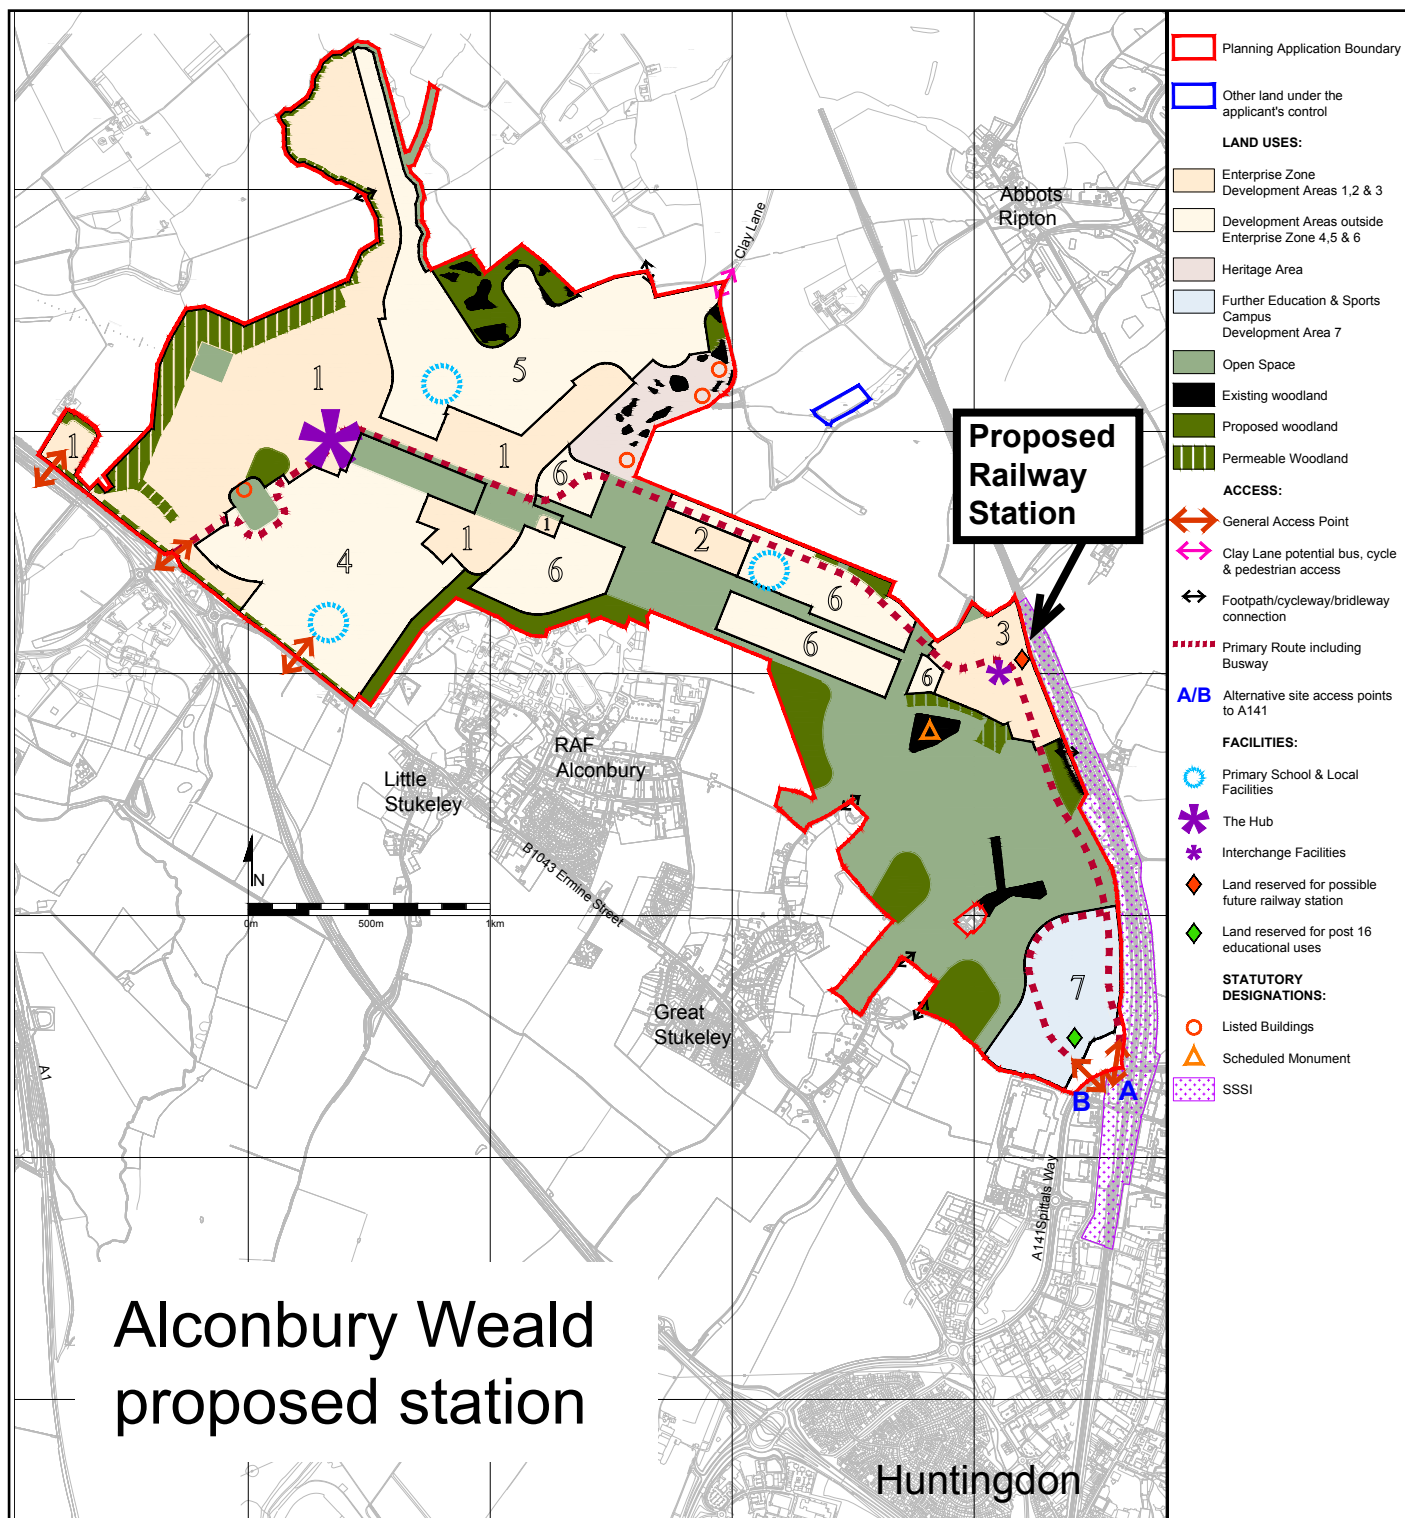 Abbots
Ripton
Clay Lane
Proposed
Railway
Station
1
5
1
1
6
1
1
4
6
2
6
6
6
3
RAF
Alconbury
Little
Stukeley
B1043 Ermine Street
N
0m
500m
1km
Great
Stukeley
7
A1
B
A
A141Spittals Way
Alconbury Weald
proposed station
Huntingdon
Planning Application Boundary
Other land under the
applicant's control
LAND USES:
Enterprise Zone
Development Areas 1,2 & 3
Development Areas outside
Enterprise Zone 4,5 & 6
Heritage Area
Further Education & Sports
Campus
Development Area 7
Open Space
Existing woodland
Proposed woodland
Permeable Woodland
ACCESS:
General Access Point
Clay Lane potential bus, cycle
& pedestrian access
Footpath/cycleway/bridleway
connection
Primary Route including
Busway
A/B Alternative site access points
to A141
FACILITIES:
Primary School & Local
Facilities
The Hub
Interchange Facilities
Land reserved for possible
future railway station
Land reserved for post 16
educational uses
STATUTORY
DESIGNATIONS:
Listed Buildings
Scheduled Monument
SSSI